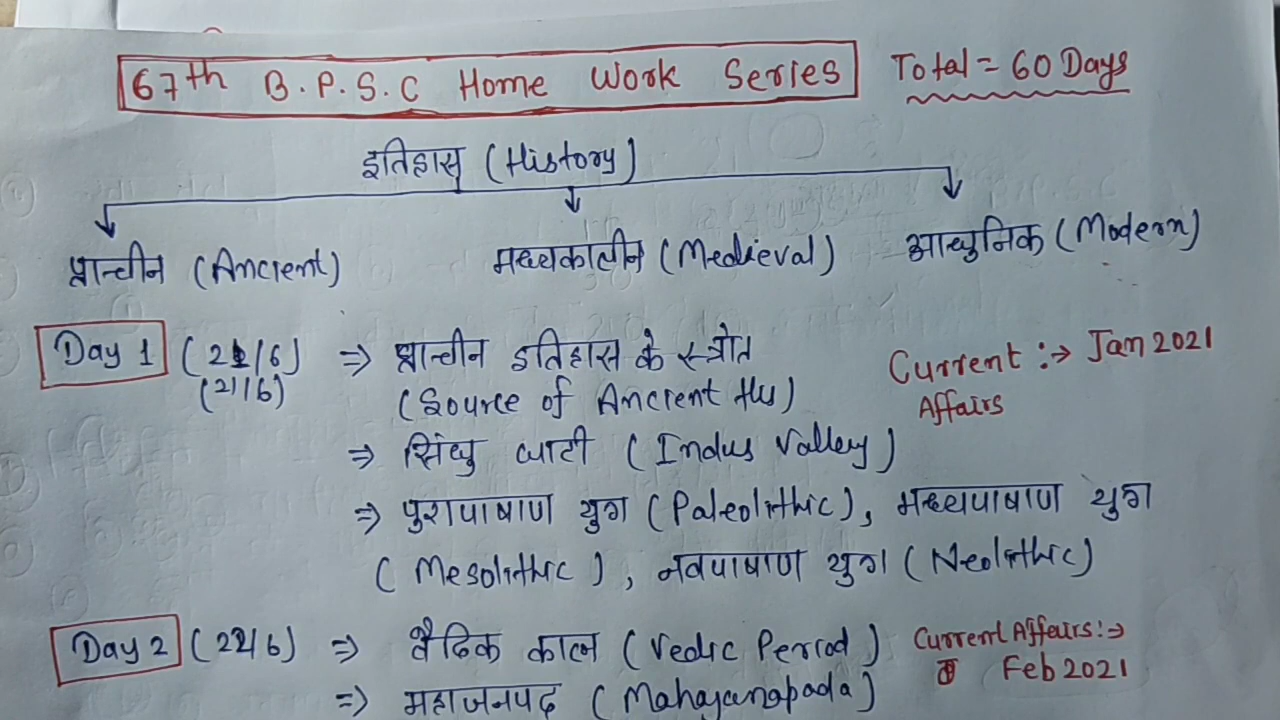 67th B.P.S.C Home Work Series Total = 60 Days
इतिहास (History)
प्राचीन (Ancient) मध्यकालीन (Medieval) आधुनिक (Modern)
Day 1 (21/6) ⇒ प्राचीन इतिहास के स्त्रोत Current :→ Jan 2021
(21/6) (Source of Ancient His) Affairs
⇒ सिंधु घाटी (Indus Valley)
⇒ पुरापाषाण युग (Paleolithic), मध्यपाषाण युग
(Mesolithic), नवपाषाण युग (Neolithic)
Day 2 (22/6) ⇒ वैदिक काल (Vedic Period) Current Affairs :→
⇒ महाजनपद (Mahajanapada) Feb 2021